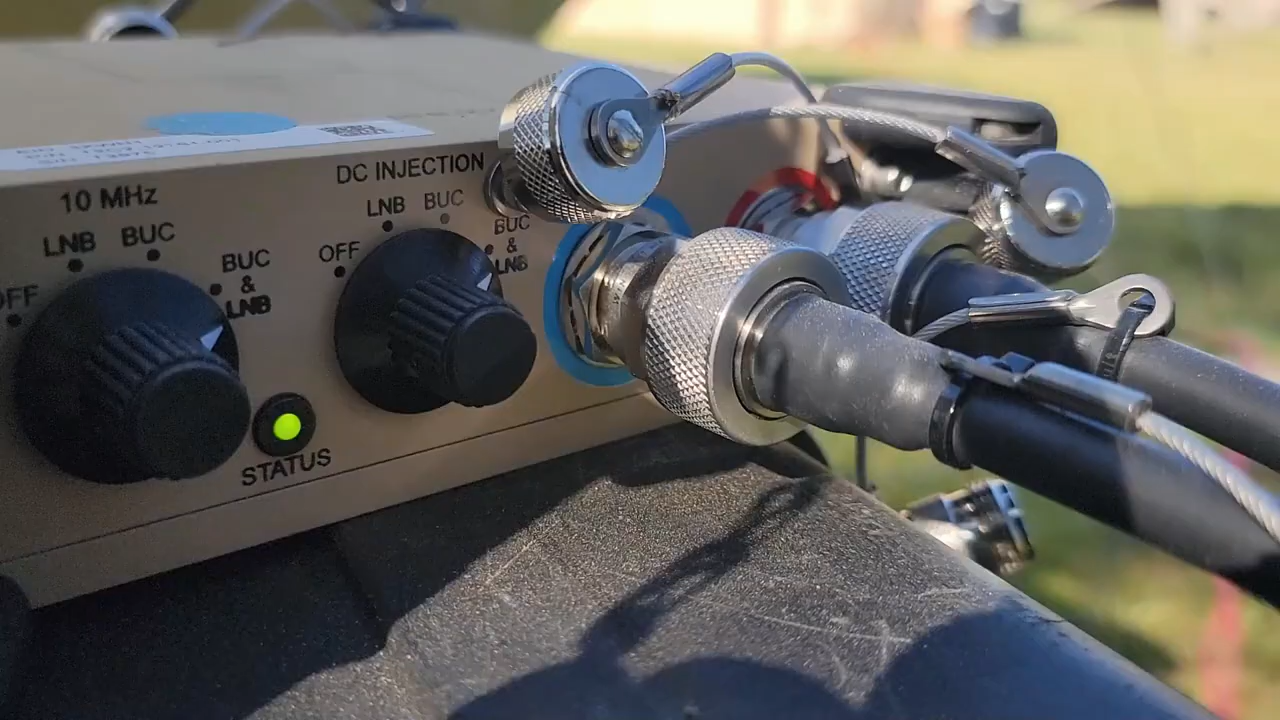 10 MHz
LNB BUC
OFF
BUC
&
LNB
DC INJECTION
LNB BUC
OFF
BUC
&
LNB
STATUS